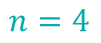 n = 4